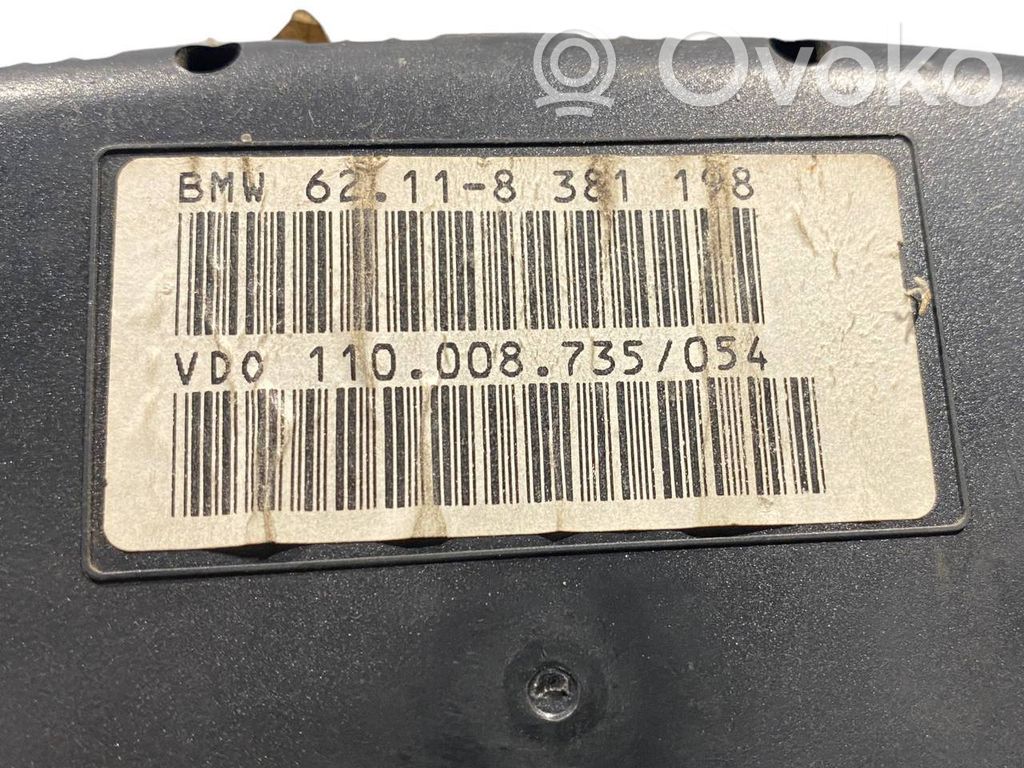 Ovoko
BMW 62.11-8 381 198
VDO 110.008.735/054